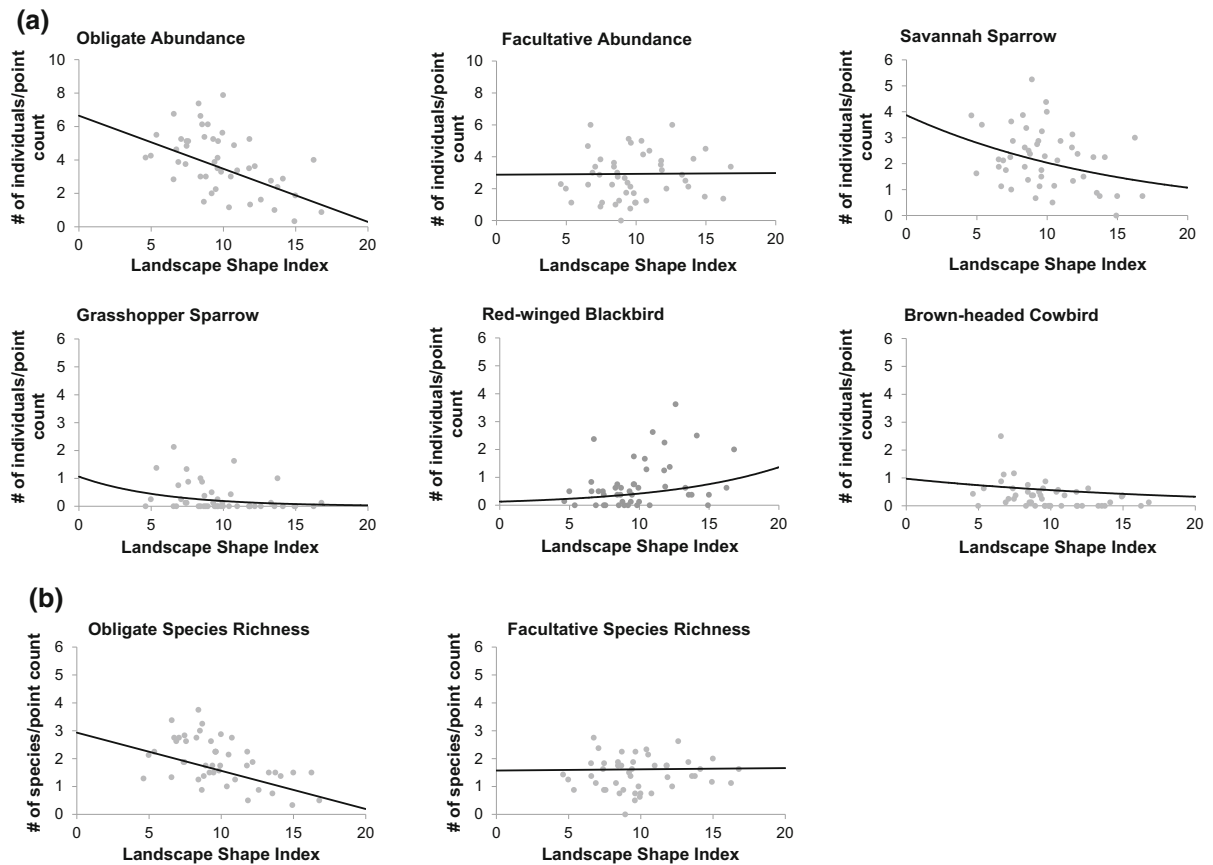 (a)
Obligate Abundance
# of individuals/point
count
10
8
6
4
2
0
0 5 10 15 20
Landscape Shape Index
Facultative Abundance
# of individuals/point
count
10
8
6
4
2
0
0 5 10 15 20
Landscape Shape Index
Savannah Sparrow
# of individuals/point
count
6
5
4
3
2
1
0
0 5 10 15 20
Landscape Shape Index
Grasshopper Sparrow
# of individuals/point
count
6
5
4
3
2
1
0
0 5 10 15 20
Landscape Shape Index
Red-winged Blackbird
# of individuals/point
count
6
5
4
3
2
1
0
0 5 10 15 20
Landscape Shape Index
Brown-headed Cowbird
# of individuals/point
count
6
5
4
3
2
1
0
0 5 10 15 20
Landscape Shape Index
(b)
Obligate Species Richness
# of species/point count
6
5
4
3
2
1
0
0 5 10 15 20
Landscape Shape Index
Facultative Species Richness
# of species/point count
6
5
4
3
2
1
0
0 5 10 15 20
Landscape Shape Index